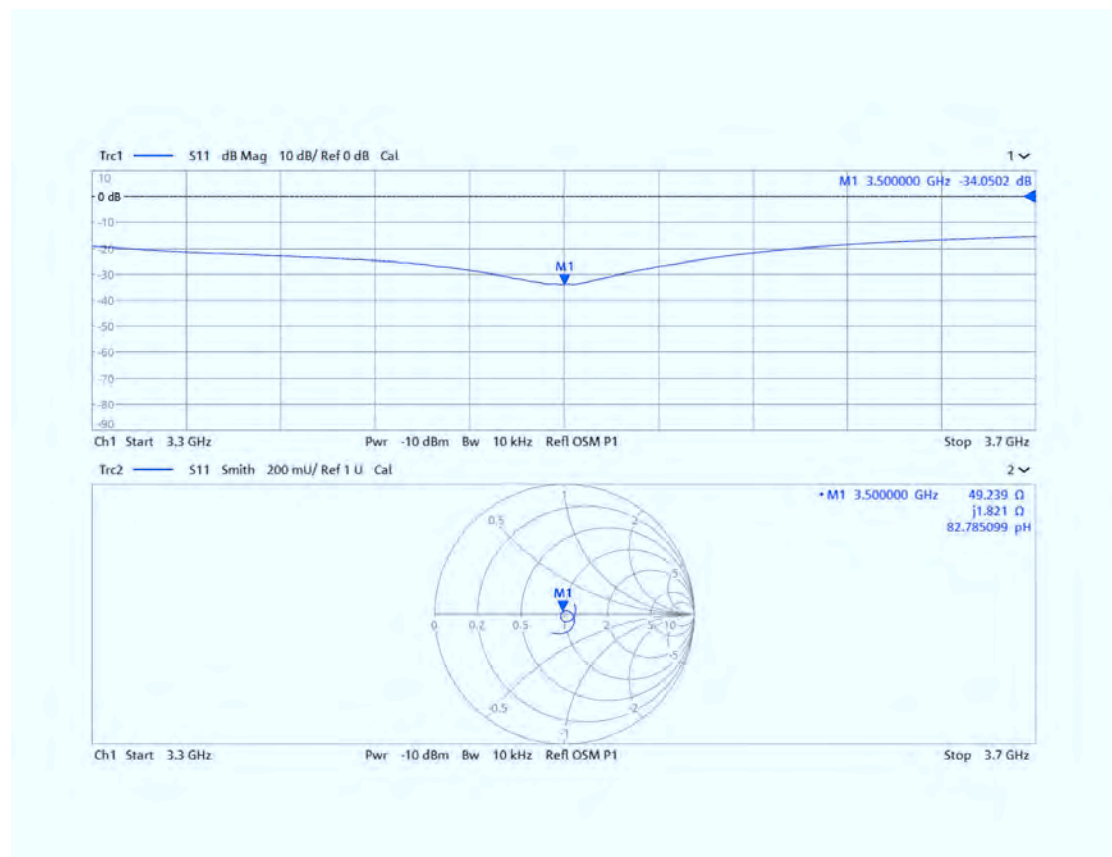 Trc1 S11 dB Mag 10 dB/ Ref 0 dB Cal 1
10
M1 3.500000 GHz -34.0502 dB
0 dB
-10
-20
M1
-30
-40
-50
-60
-70
-80
-90
Ch1 Start 3.3 GHz Pwr -10 dBm Bw 10 kHz Refl OSM P1 Stop 3.7 GHz
Trc2 S11 Smith 200 mU/ Ref 1 U Cal 2
• M1 3.500000 GHz 49.239 Ω
j1.821 Ω
82.785099 pH
1
0.5 2
5
M1
0 0.2 0.5 1 2 5 10
-5
-0.5 -2
-1
Ch1 Start 3.3 GHz Pwr -10 dBm Bw 10 kHz Refl OSM P1 Stop 3.7 GHz